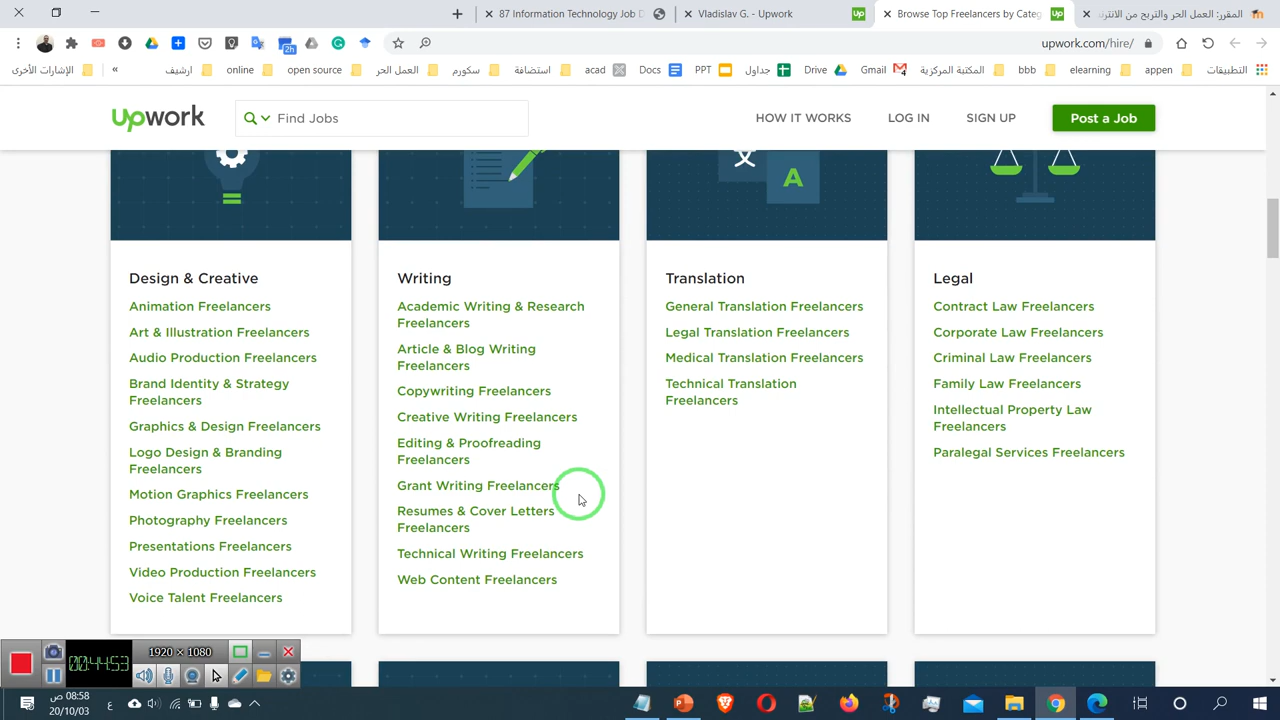 87 Information Technology Job D
Vladislav G. - Upwork
Up
Browse Top Freelancers by Categ
Up
المقرر: العمل الحر والتربح من الانترنت
2h
upwork.com/hire/
الإشارات الأخرى
»
ارشيف
online
open source
العمل الحر
سكورم
استضافة
acad
Docs
PPT
جداول
Drive
Gmail
المكتبة المركزية
bbb
elearning
appen
التطبيقات
Upwork
Find Jobs
HOW IT WORKS
LOG IN
SIGN UP
Post a Job
文
A
Design & Creative
Animation Freelancers
Art & Illustration Freelancers
Audio Production Freelancers
Brand Identity & Strategy
Freelancers
Graphics & Design Freelancers
Logo Design & Branding
Freelancers
Motion Graphics Freelancers
Photography Freelancers
Presentations Freelancers
Video Production Freelancers
Voice Talent Freelancers
Writing
Academic Writing & Research
Freelancers
Article & Blog Writing
Freelancers
Copywriting Freelancers
Creative Writing Freelancers
Editing & Proofreading
Freelancers
Grant Writing Freelancers
Resumes & Cover Letters
Freelancers
Technical Writing Freelancers
Web Content Freelancers
Translation
General Translation Freelancers
Legal Translation Freelancers
Medical Translation Freelancers
Technical Translation
Freelancers
Legal
Contract Law Freelancers
Corporate Law Freelancers
Criminal Law Freelancers
Family Law Freelancers
Intellectual Property Law
Freelancers
Paralegal Services Freelancers
00:44:53
1920 × 1080
08:58 ص
20/10/03
ع